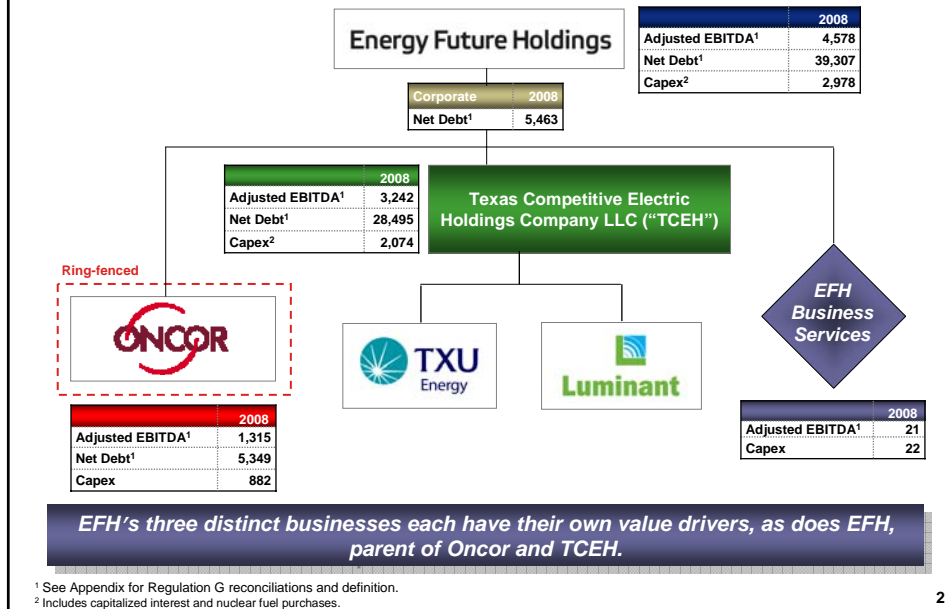 Energy Future Holdings
2008
Adjusted EBITDA¹ 4,578
Net Debt¹ 39,307
Capex² 2,978
Corporate 2008
Net Debt¹ 5,463
2008
Adjusted EBITDA¹ 3,242
Net Debt¹ 28,495
Capex² 2,074
Texas Competitive Electric
Holdings Company LLC (“TCEH”)
Ring-fenced
ONCOR
TXU
Energy
Luminant
EFH
Business
Services
2008
Adjusted EBITDA¹ 1,315
Net Debt¹ 5,349
Capex 882
2008
Adjusted EBITDA¹ 21
Capex 22
EFH’s three distinct businesses each have their own value drivers, as does EFH,
parent of Oncor and TCEH.
¹ See Appendix for Regulation G reconciliations and definition.
² Includes capitalized interest and nuclear fuel purchases.
2